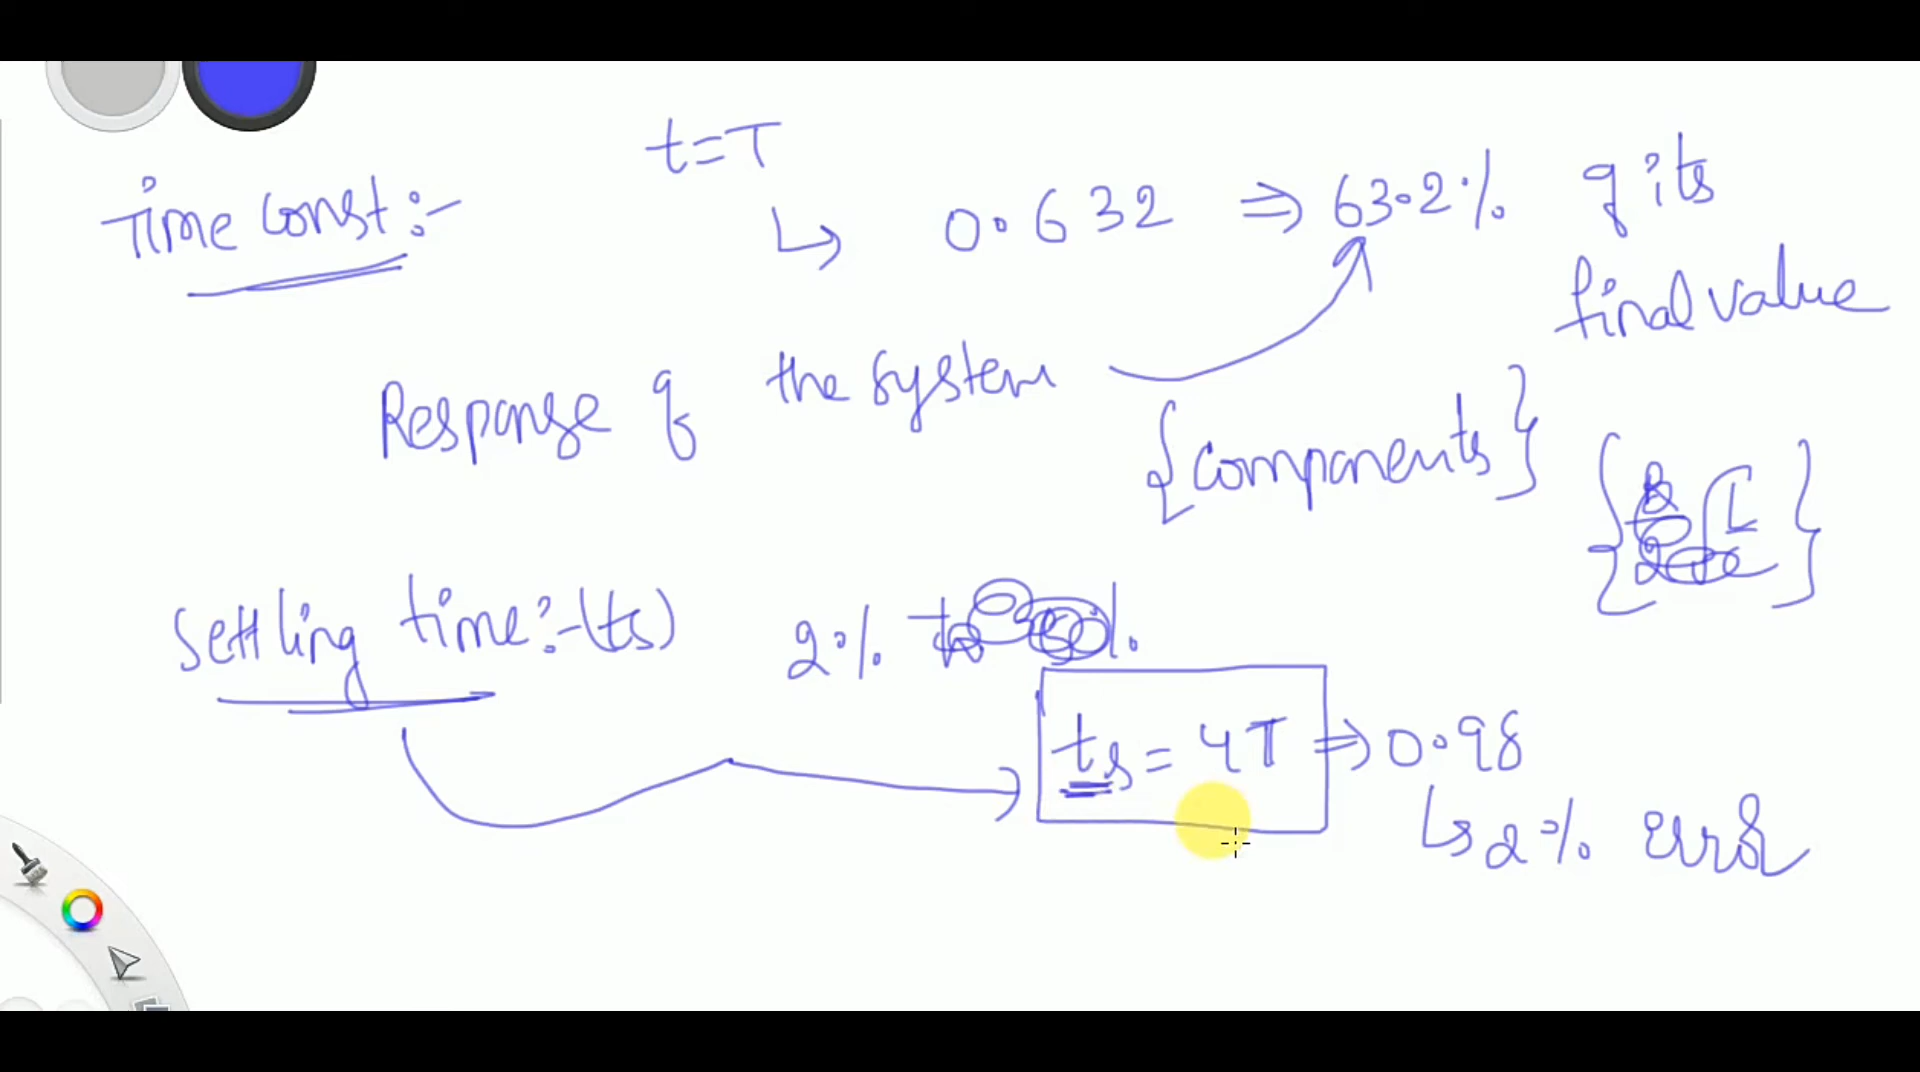 t=T
Time const:-
↳ 0.632 ⇒ 63.2% of its
final value
Response of the system
{components}
Settling time:-(ts) 2%
ts = 4T ⇒ 0.98
↳ 2% error